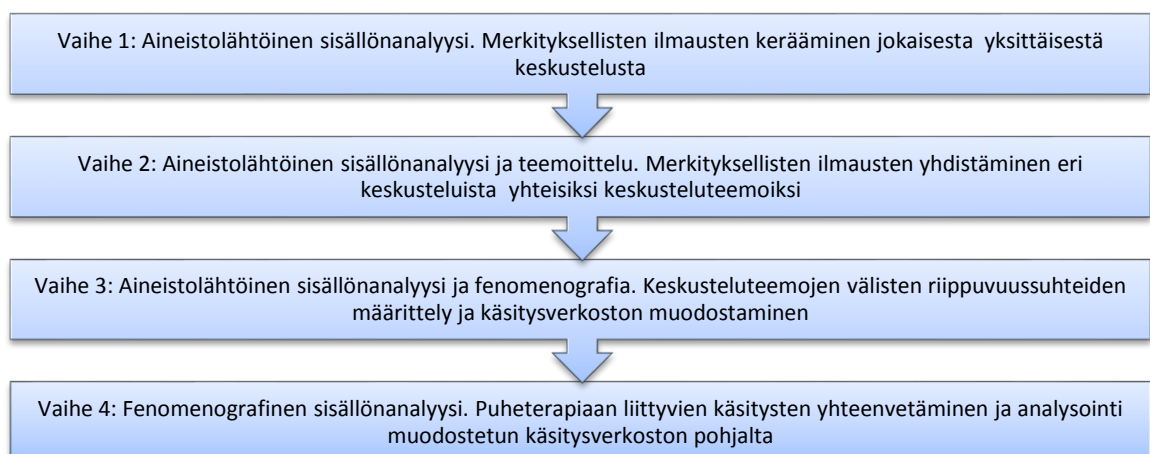 Vaihe 1: Aineistolähtöinen sisällönanalyysi. Merkityksellisten ilmausten kerääminen jokaisesta yksittäisestä
keskustelusta
Vaihe 2: Aineistolähtöinen sisällönanalyysi ja teemoittelu. Merkityksellisten ilmausten yhdistäminen eri
keskusteluista yhteisiksi keskusteluteemoiksi
Vaihe 3: Aineistolähtöinen sisällönanalyysi ja fenomenografia. Keskusteluteemojen välisten riippuvuussuhteiden
määrittely ja käsitysverkoston muodostaminen
Vaihe 4: Fenomenografinen sisällönanalyysi. Puheterapiaan liittyvien käsitysten yhteenvetäminen ja analysointi
muodostetun käsitysverkoston pohjalta